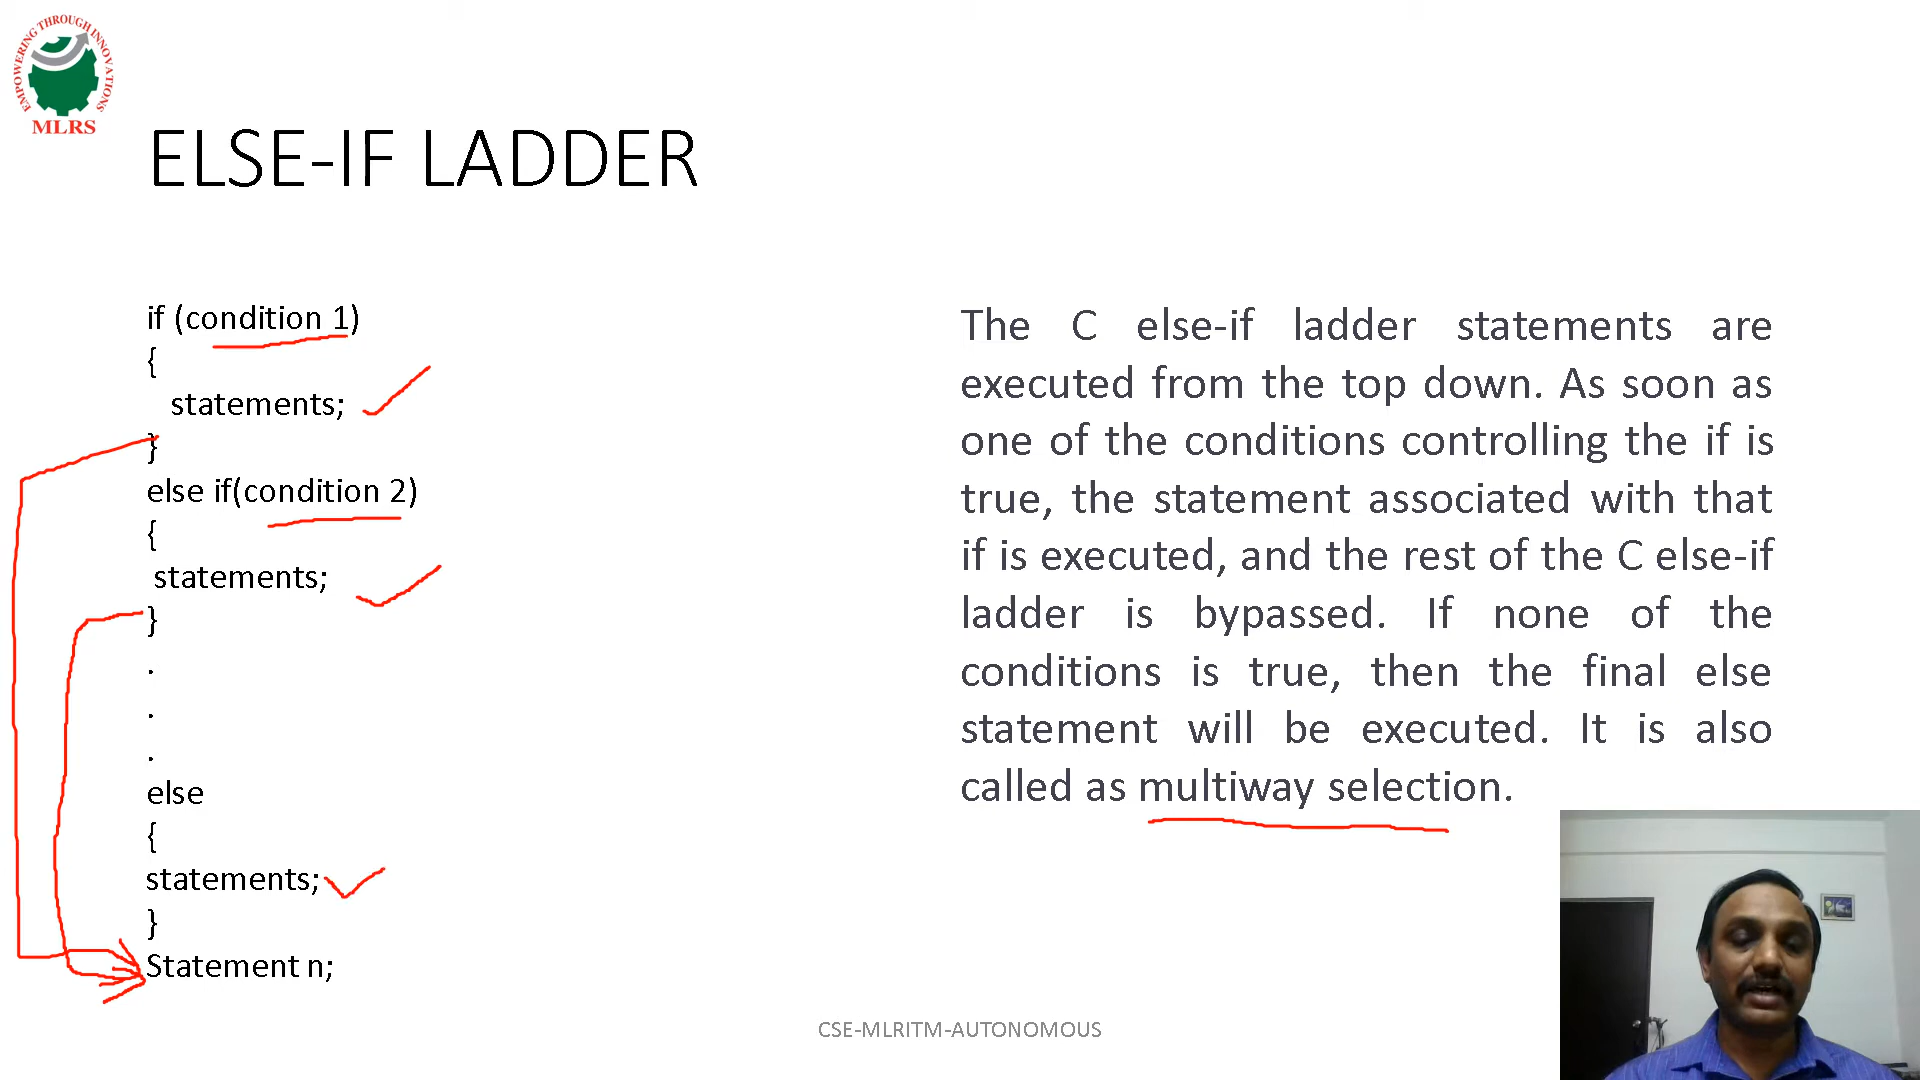 EMPOWERING THROUGH INNOVATIONS
MLRS
ELSE-IF LADDER
if (condition 1)
{
statements;
}
else if(condition 2)
{
statements;
}
.
.
.
else
{
statements;
}
Statement n;
The C else-if ladder statements are
executed from the top down. As soon as
one of the conditions controlling the if is
true, the statement associated with that
if is executed, and the rest of the C else-if
ladder is bypassed. If none of the
conditions is true, then the final else
statement will be executed. It is also
called as multiway selection.
CSE-MLRITM-AUTONOMOUS